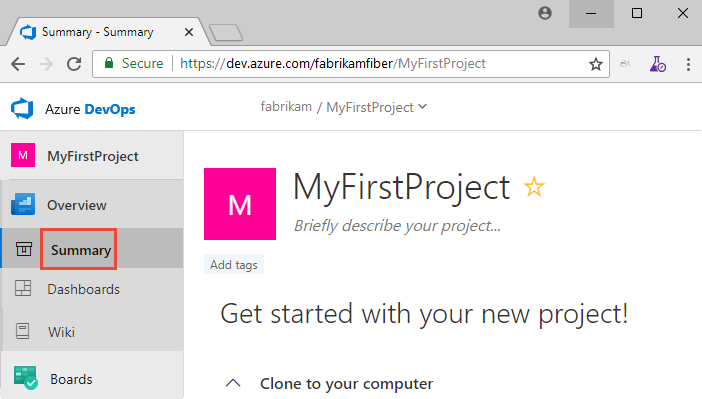 Summary - Summary
Secure https://dev.azure.com/fabrikamfiber/MyFirstProject
Azure DevOps
fabrikam / MyFirstProject
M MyFirstProject
Overview
Summary
Dashboards
Wiki
Boards
M
MyFirstProject
Briefly describe your project...
Add tags
Get started with your new project!
Clone to your computer